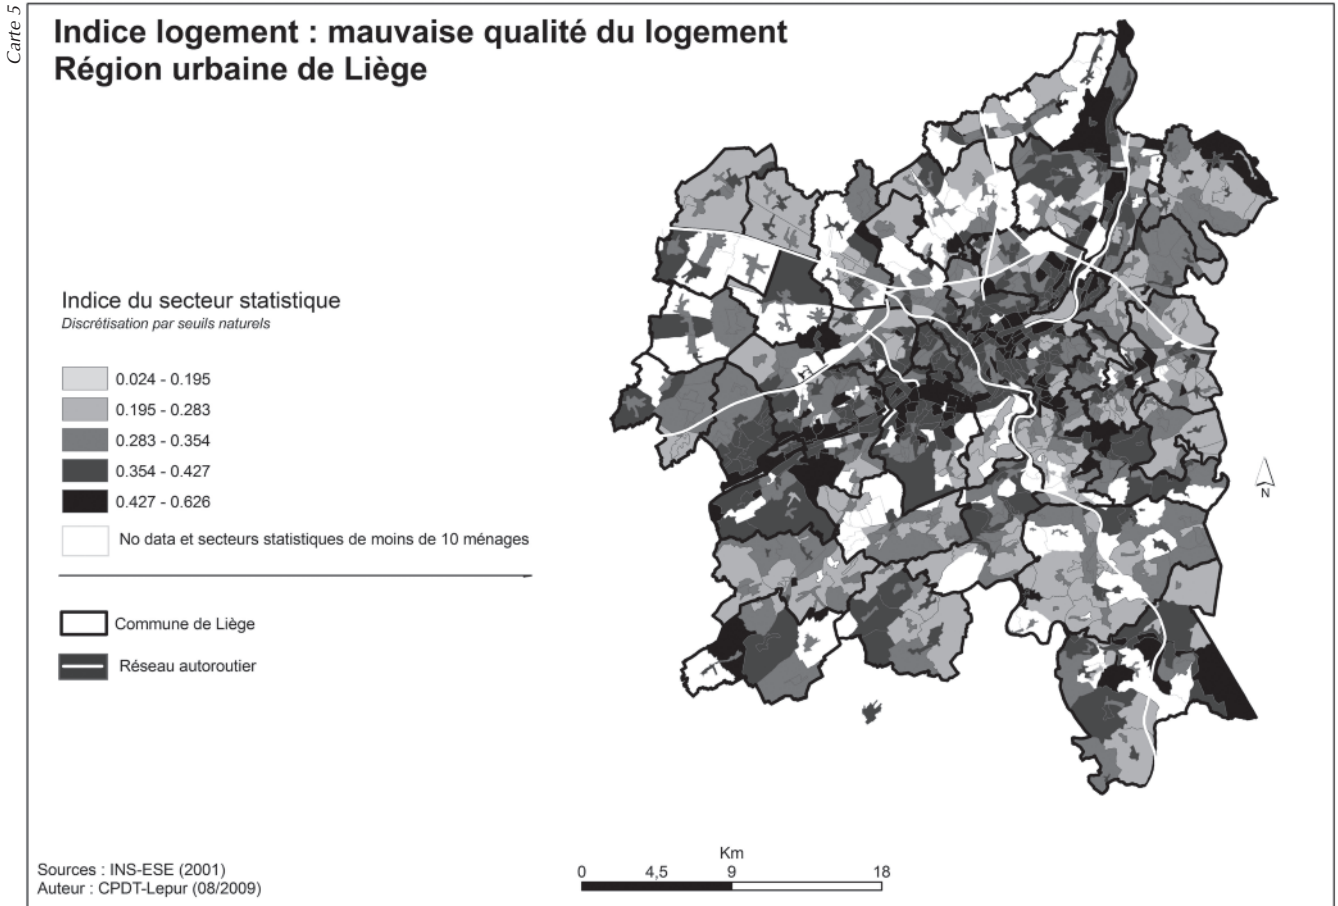 Carte 5
Indice logement : mauvaise qualité du logement
Région urbaine de Liège
Indice du secteur statistique
Discrétisation par seuils naturels
0.024 - 0.195
0.195 - 0.283
0.283 - 0.354
0.354 - 0.427
0.427 - 0.626
No data et secteurs statistiques de moins de 10 ménages
Commune de Liège
Réseau autoroutier
N
Sources : INS-ESE (2001)
Auteur : CPDT-Lepur (08/2009)
Km
0 4,5 9 18